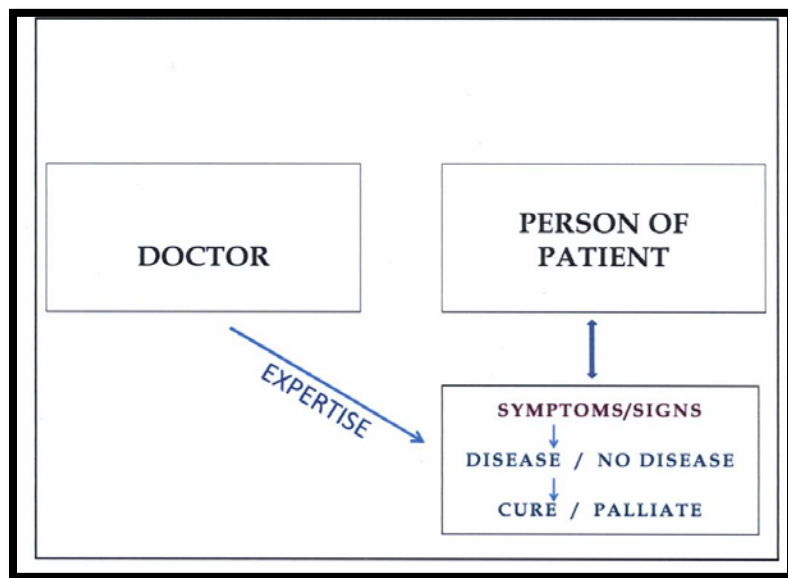 DOCTOR
PERSON OF
PATIENT
EXPERTISE
SYMPTOMS/SIGNS
DISEASE / NO DISEASE
CURE / PALLIATE